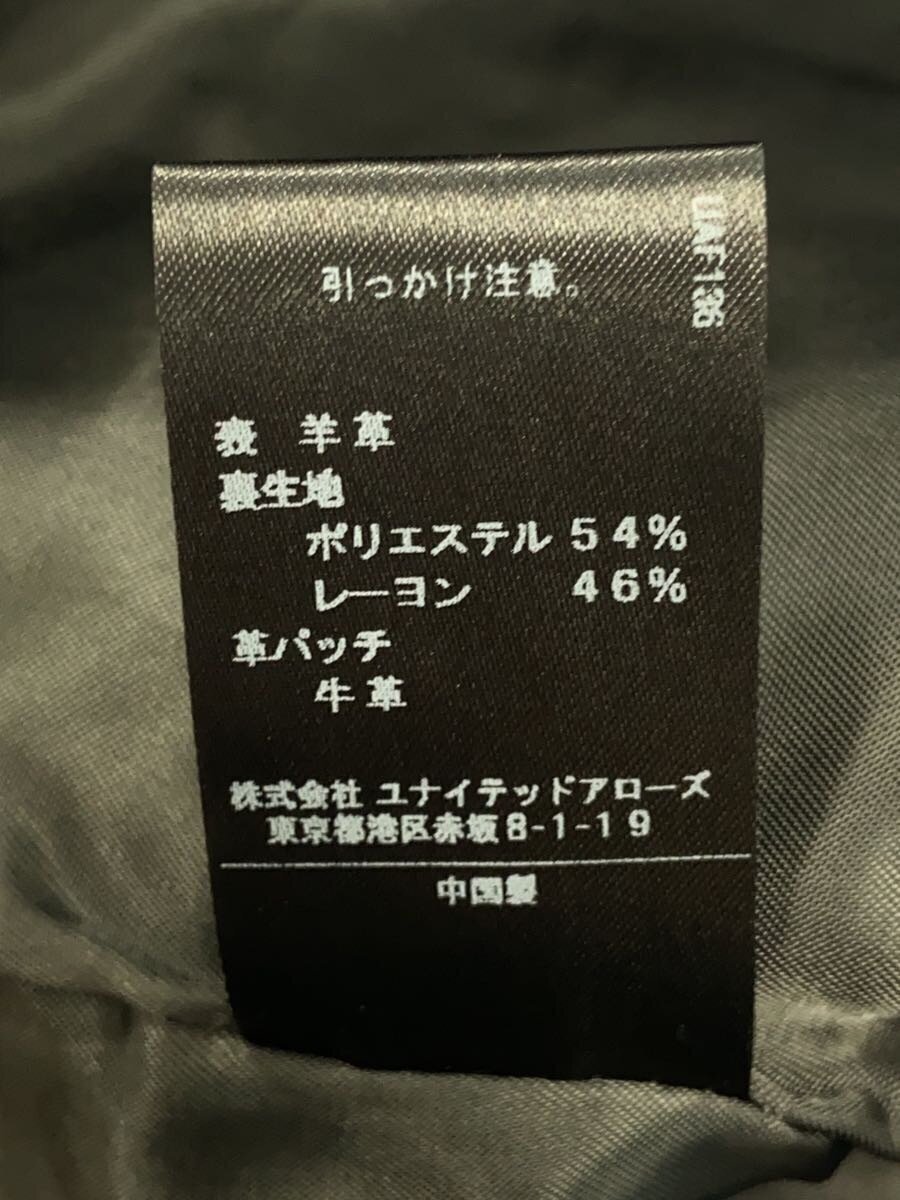 引っかけ注意。
UAF136
表 羊革
裏生地
ポリエステル 54%
レーヨン 46%
革パッチ
牛革
株式会社 ユナイテッドアローズ
東京都港区赤坂8-1-19
中国製